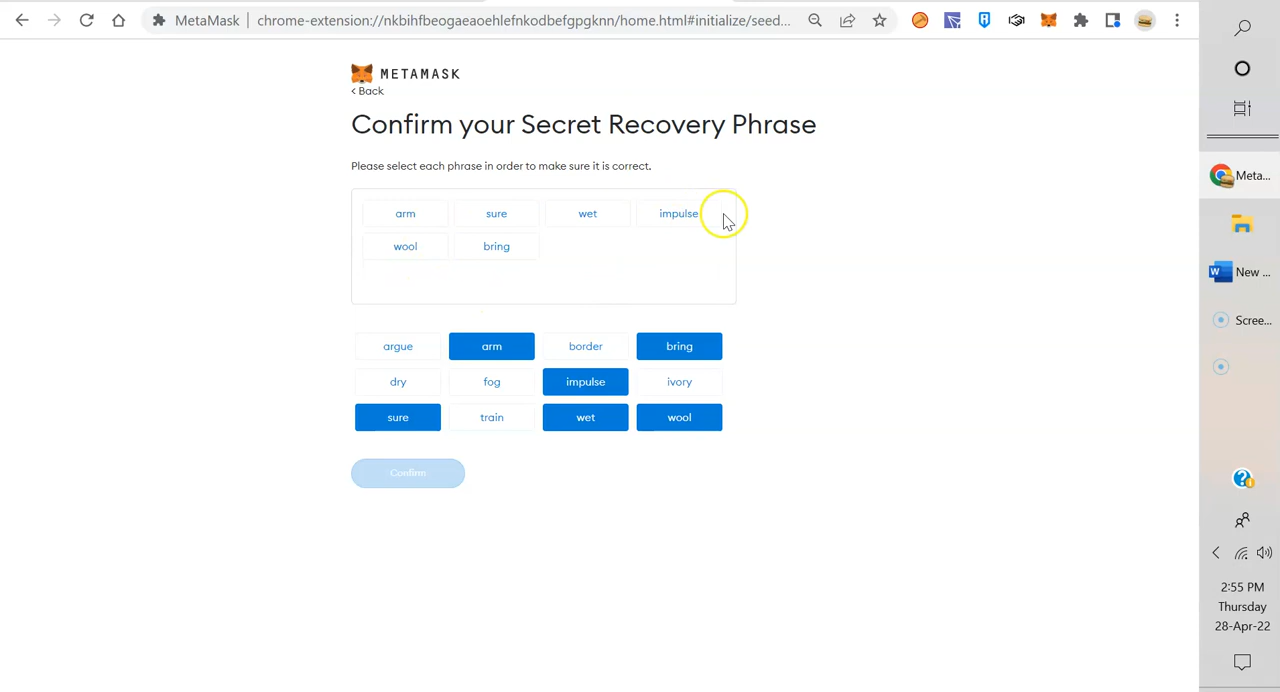 MetaMask
chrome-extension://nkbihfbeogaeaoehlefnkodbefgpgknn/home.html#initialize/seed...
METAMASK
< Back
Confirm your Secret Recovery Phrase
Please select each phrase in order to make sure it is correct.
arm sure wet impulse
wool bring
argue arm border bring
dry fog impulse ivory
sure train wet wool
Confirm
Meta...
New ...
Scree...
2:55 PM
Thursday
28-Apr-22